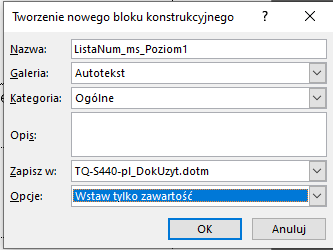 Tworzenie nowego bloku konstrukcyjnego
Nazwa: ListaNum_ms_Poziom1
Galeria: Autotekst
Kategoria: Ogólne
Opis:
Zapisz w: TQ-S440-pl_DokUzyt.dotm
Opcje: Wstaw tylko zawartość
OK Anuluj